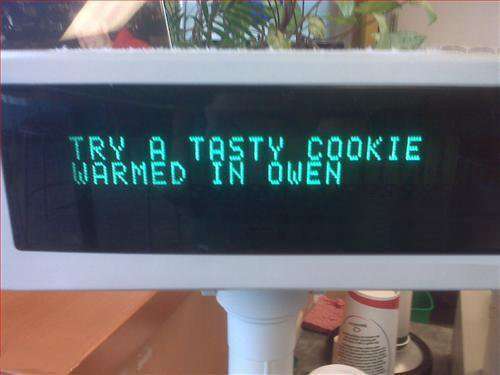 TRY A TASTY COOKIE
WARMED IN OWEN